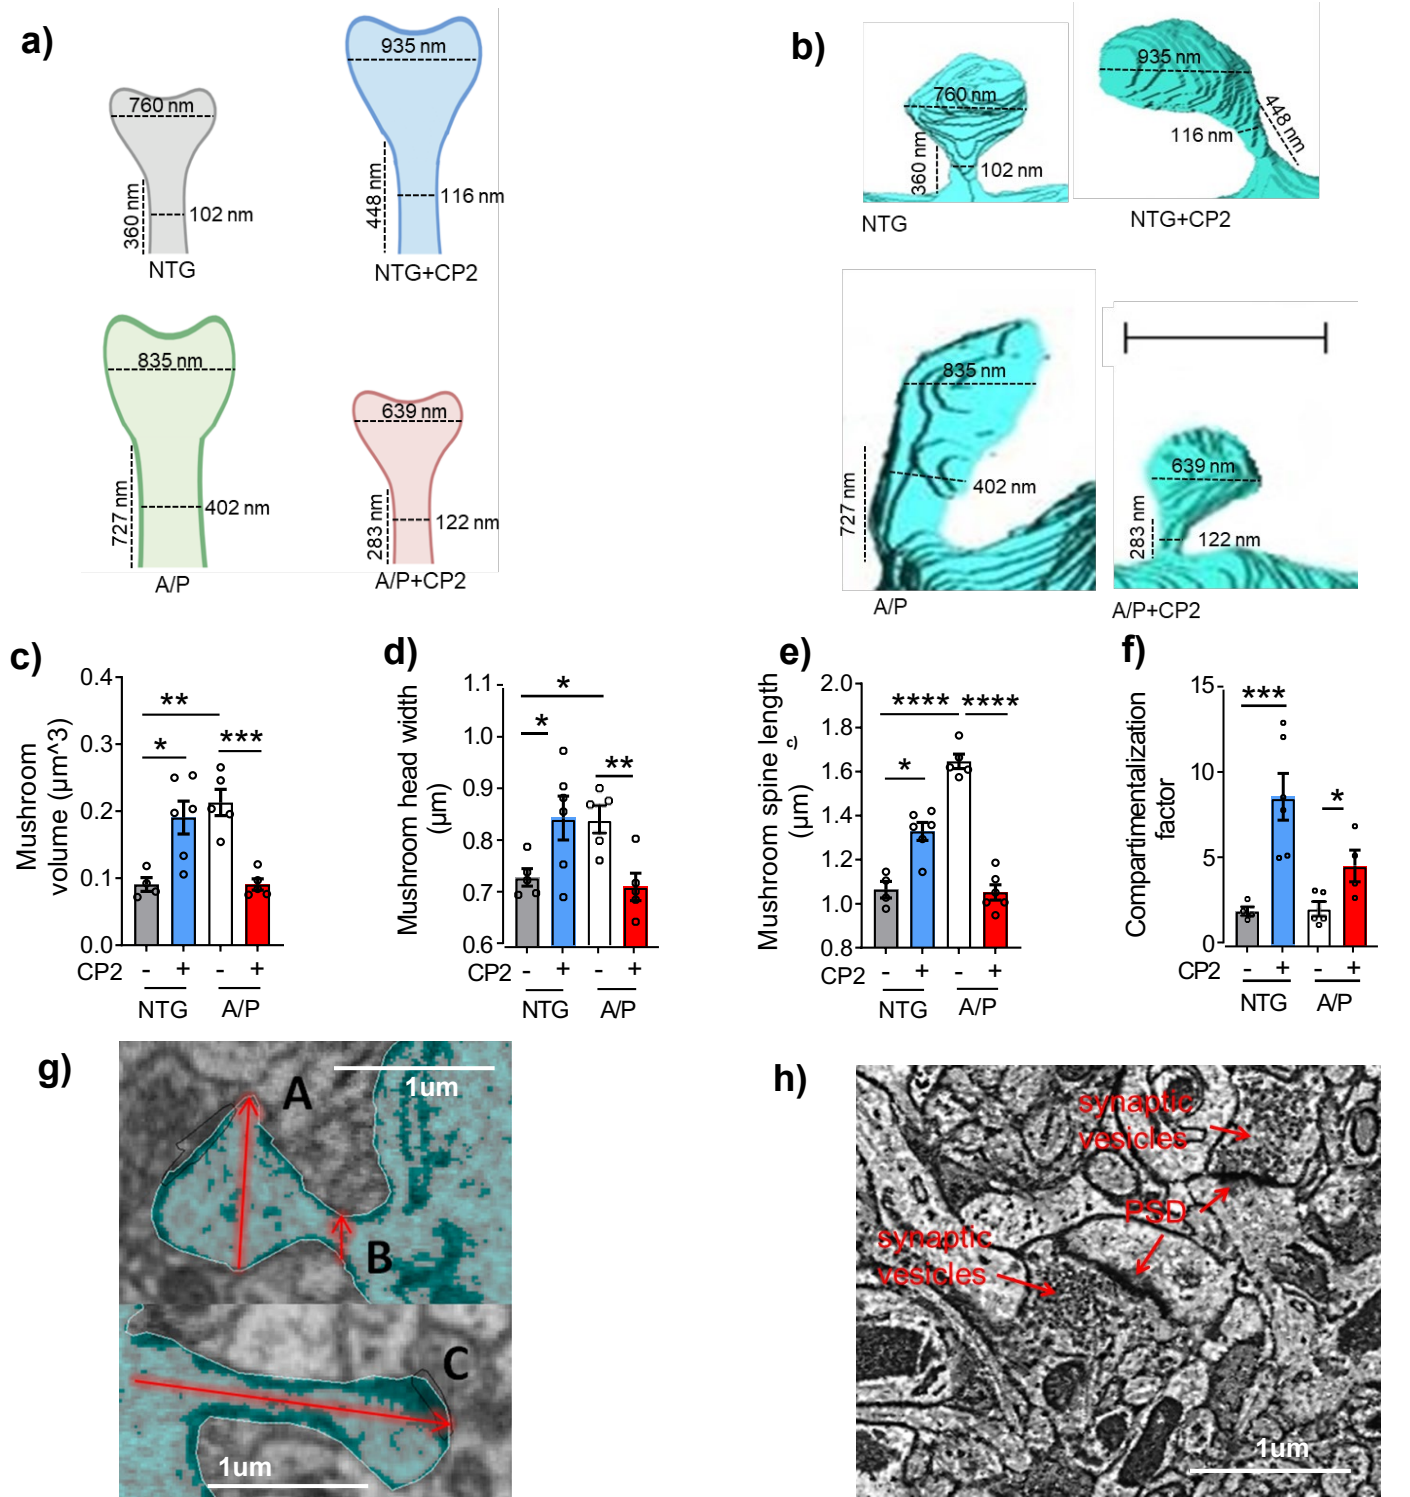 a)
760 nm
360 nm
102 nm
NTG
935 nm
448 nm
116 nm
NTG+CP2
835 nm
727 nm
402 nm
A/P
639 nm
283 nm
122 nm
A/P+CP2
b)
760 nm
360 nm
102 nm
NTG
935 nm
448 nm
116 nm
NTG+CP2
835 nm
727 nm
402 nm
A/P
639 nm
283 nm
122 nm
A/P+CP2
c)
Mushroom
volume (µm^3)
0.4
0.3
0.2
0.1
0.0
**
*
***
CP2 - + - +
NTG A/P
d)
Mushroom head width
(µm)
1.1
1.0
0.9
0.8
0.7
0.6
*
*
**
CP2 - + - +
NTG A/P
e)
Mushroom spine length
(µm)
c)
2.0
1.8
1.6
1.4
1.2
1.0
0.8
**** ****
*
CP2 - + - +
NTG A/P
f)
Compartimentalization
factor
15
10
5
0
***
*
CP2 - + - +
NTG A/P
g)
A
1um
B
C
1um
h)
synaptic
vesicles
PSD
synaptic
vesicles
1um